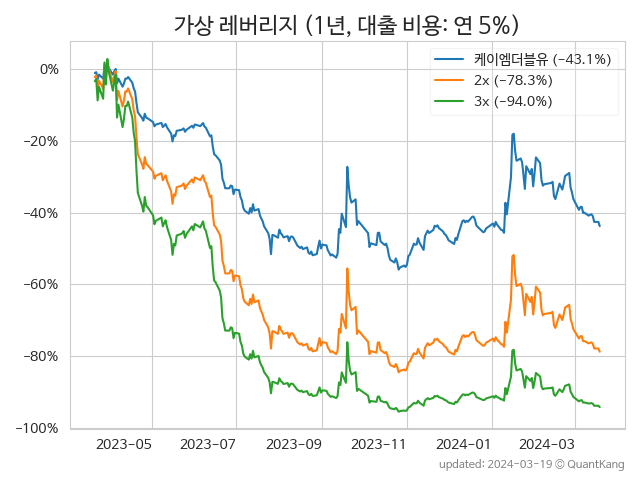 가상 레버리지 (1년, 대출 비용: 연 5%)
케이엠더블유 (−43.1%)
2x (−78.3%)
3x (−94.0%)
0%
−20%
−40%
−60%
−80%
−100%
2023-05 2023-07 2023-09 2023-11 2024-01 2024-03
updated: 2024-03-19 © QuantKang